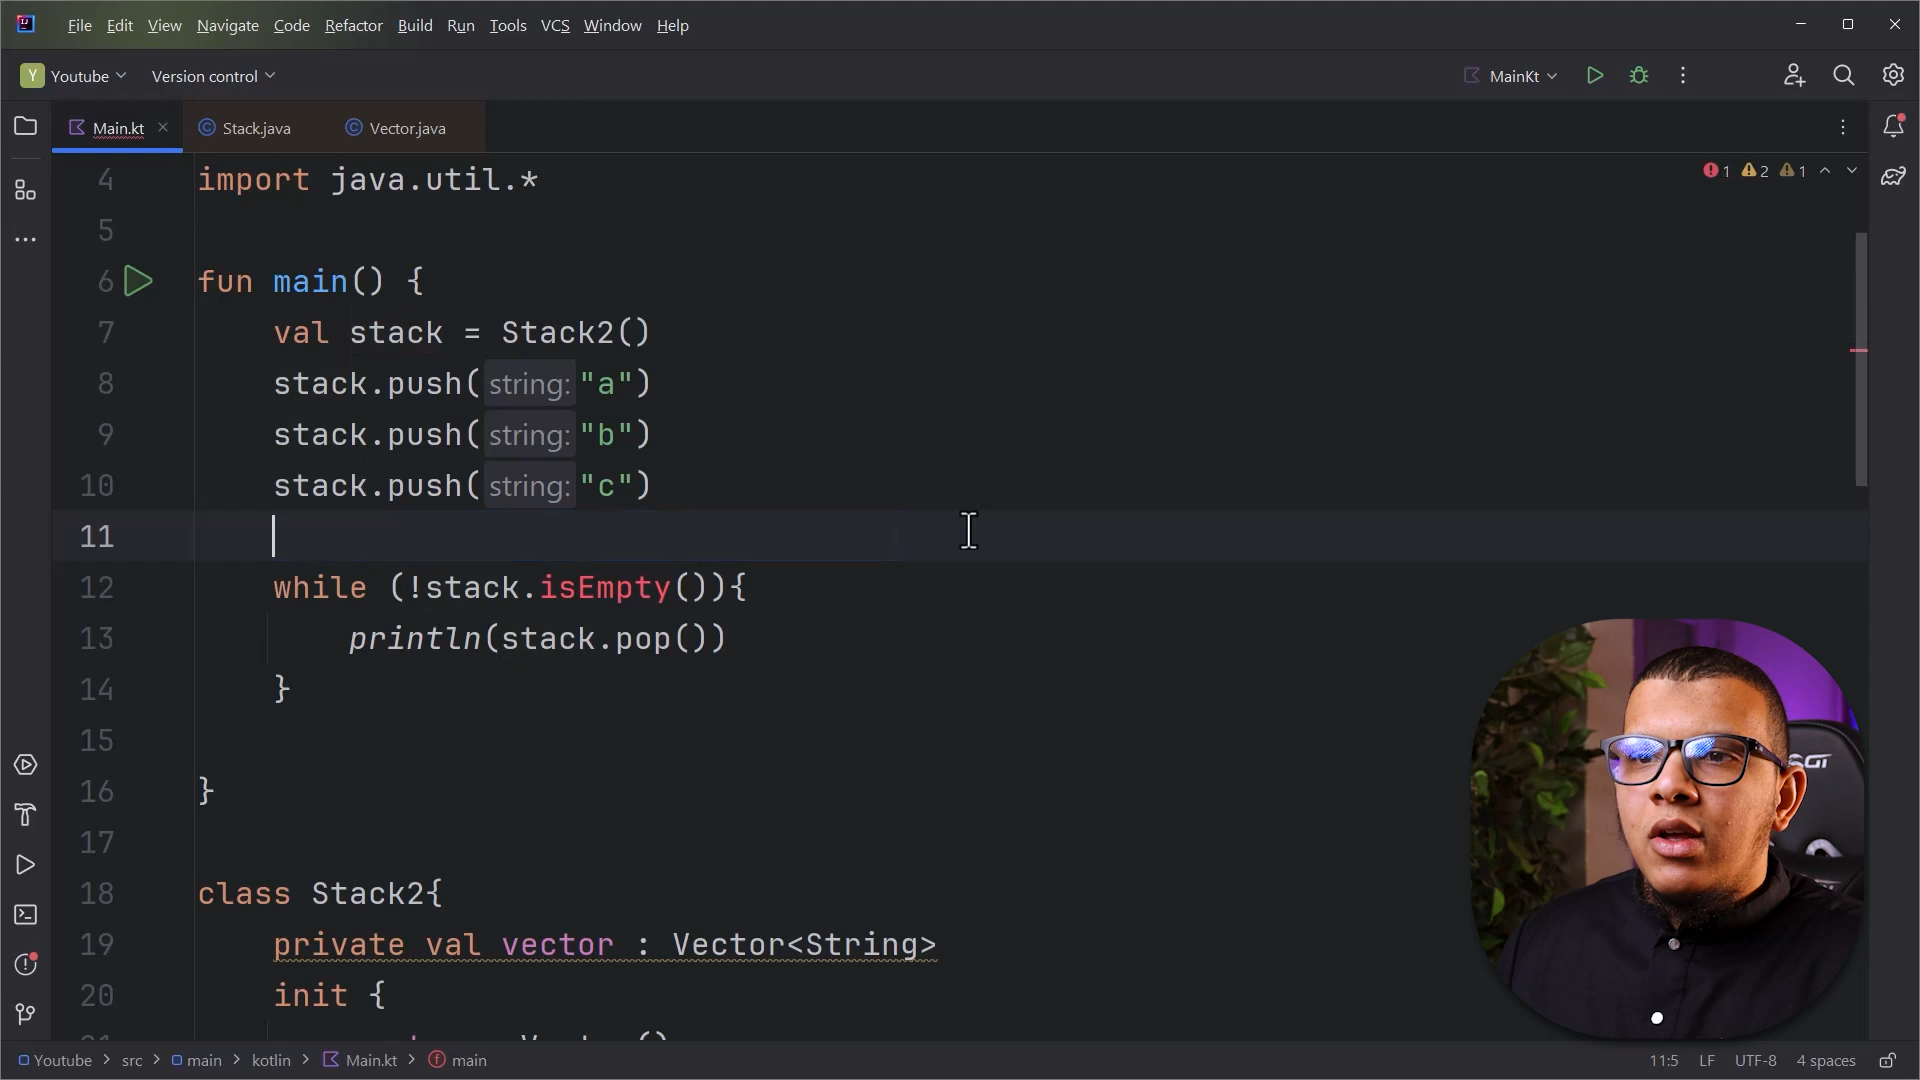 File Edit View Navigate Code Refactor Build Run Tools VCS Window Help
Y Youtube Version control MainKt
Main.kt Stack.java Vector.java
4 import java.util.*
1 2 1
5
6 fun main() {
7 val stack = Stack2()
8 stack.push( string: "a")
9 stack.push( string: "b")
10 stack.push( string: "c")
11
12 while (!stack.isEmpty()){
13 println(stack.pop())
14 }
15
16 }
17
18 class Stack2{
19 private val vector : Vector<String>
20 init {
Youtube > src > main > kotlin > Main.kt > main 11:5 LF UTF-8 4 spaces